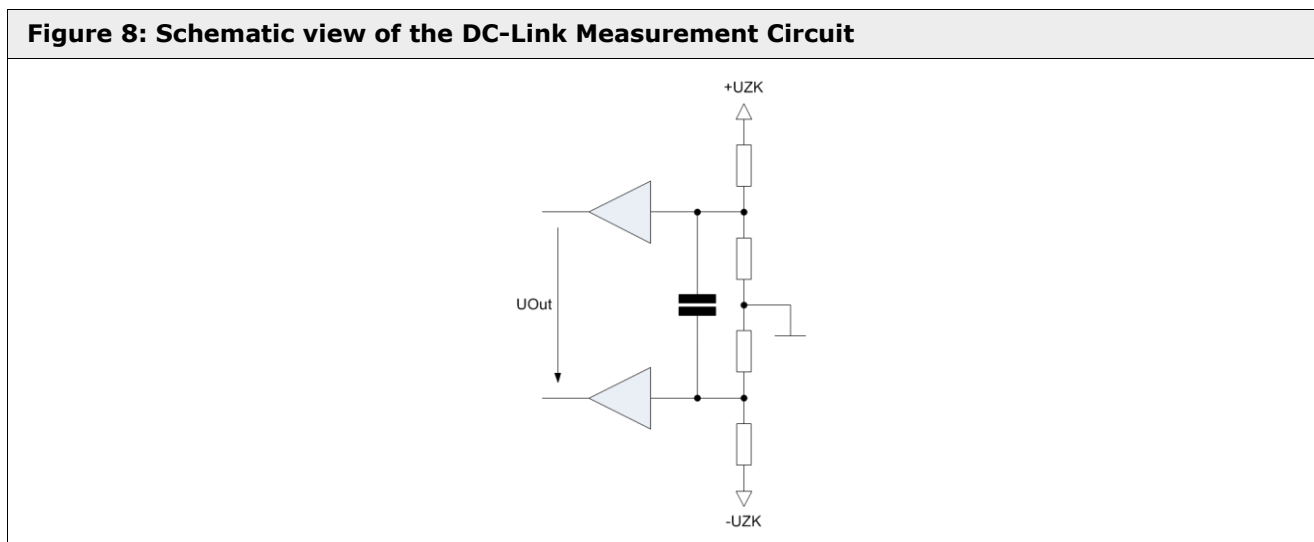 Figure 8: Schematic view of the DC-Link Measurement Circuit
+UZK
UOut
-UZK